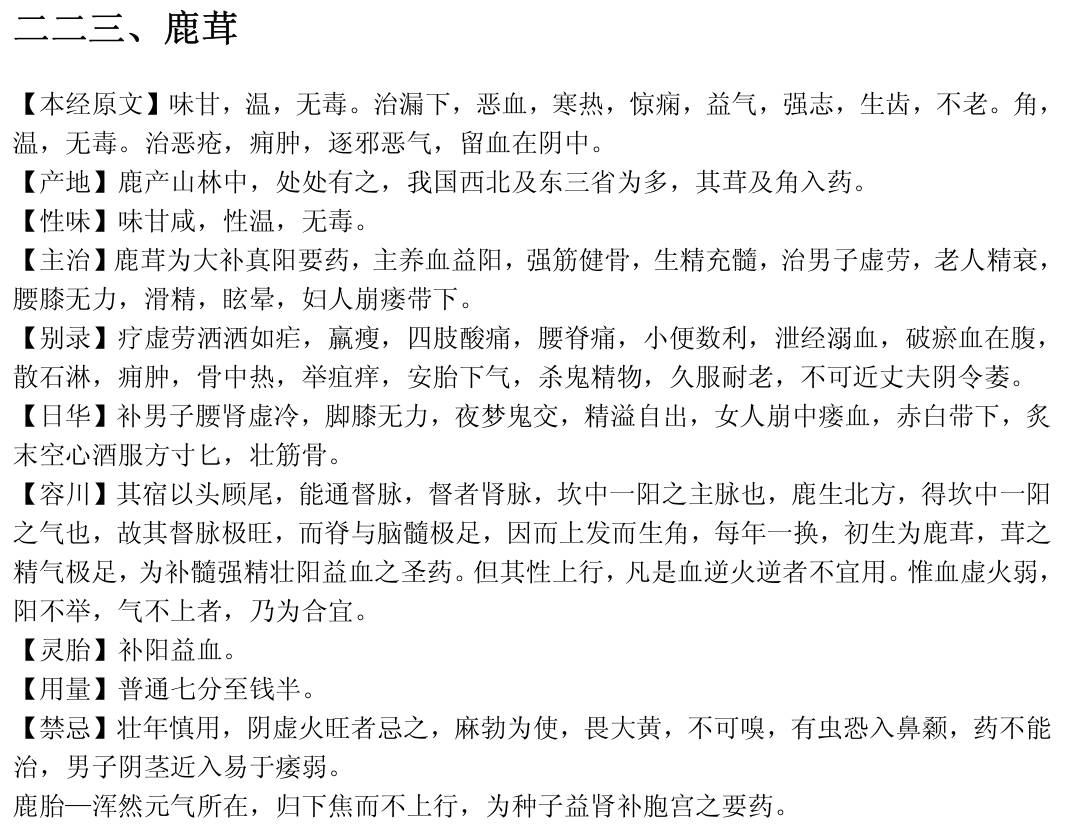 二二三、鹿茸
【本经原文】味甘，温，无毒。治漏下，恶血，寒热，惊痫，益气，强志，生齿，不老。角，
温，无毒。治恶疮，痈肿，逐邪恶气，留血在阴中。
【产地】鹿产山林中，处处有之，我国西北及东三省为多，其茸及角入药。
【性味】味甘咸，性温，无毒。
【主治】鹿茸为大补真阳要药，主养血益阳，强筋健骨，生精充髓，治男子虚劳，老人精衰，
腰膝无力，滑精，眩晕，妇人崩瘘带下。
【别录】疗虚劳洒洒如疟，羸瘦，四肢酸痛，腰脊痛，小便数利，泄经溺血，破瘀血在腹，
散石淋，痈肿，骨中热，举疽痒，安胎下气，杀鬼精物，久服耐老，不可近丈夫阴令萎。
【日华】补男子腰肾虚冷，脚膝无力，夜梦鬼交，精溢自出，女人崩中瘘血，赤白带下，炙
末空心酒服方寸匕，壮筋骨。
【容川】其宿以头顾尾，能通督脉，督者肾脉，坎中一阳之主脉也，鹿生北方，得坎中一阳
之气也，故其督脉极旺，而脊与脑髓极足，因而上发而生角，每年一换，初生为鹿茸，茸之
精气极足，为补髓强精壮阳益血之圣药。但其性上行，凡是血逆火逆者不宜用。惟血虚火弱，
阳不举，气不上者，乃为合宜。
【灵胎】补阳益血。
【用量】普通七分至钱半。
【禁忌】壮年慎用，阴虚火旺者忌之，麻勃为使，畏大黄，不可嗅，有虫恐入鼻颡，药不能
治，男子阴茎近入易于痿弱。
鹿胎—浑然元气所在，归下焦而不上行，为种子益肾补胞宫之要药。